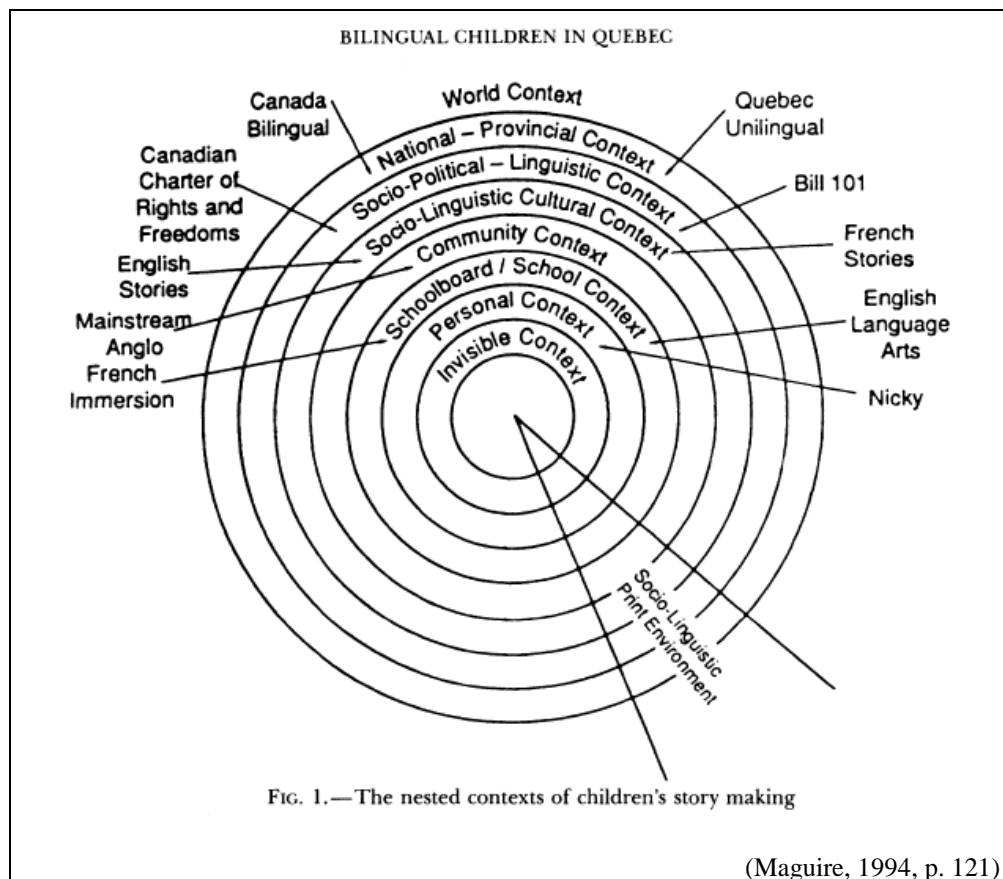 BILINGUAL CHILDREN IN QUEBEC
World Context
National – Provincial Context
Socio-Political – Linguistic Context
Socio-Linguistic Cultural Context
Community Context
Schoolboard / School Context
Personal Context
Invisible Context
Canada
Bilingual
Canadian
Charter of
Rights and
Freedoms
English
Stories
Mainstream
Anglo
French
Immersion
Quebec
Unilingual
Bill 101
French
Stories
English
Language
Arts
Nicky
Socio-Linguistic
Print Environment
FIG. 1.—The nested contexts of children's story making
(Maguire, 1994, p. 121)